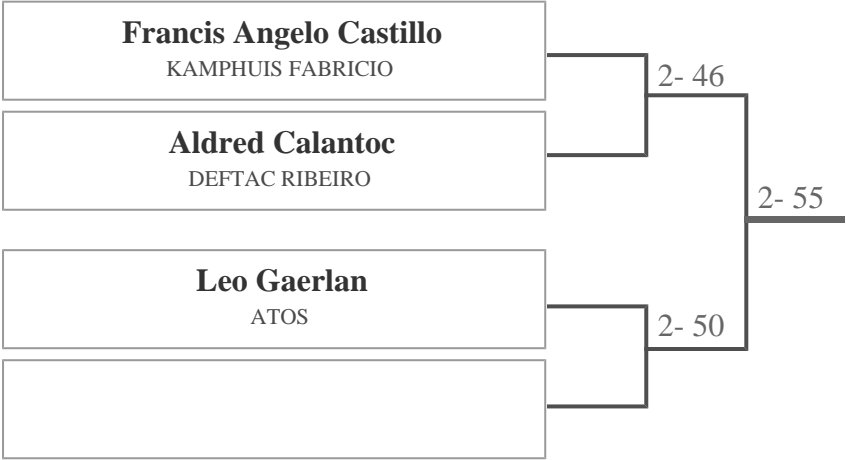 Francis Angelo Castillo
KAMPHUIS FABRICIO
2- 46
Aldred Calantoc
DEFTAC RIBEIRO
2- 55
Leo Gaerlan
ATOS
2- 50